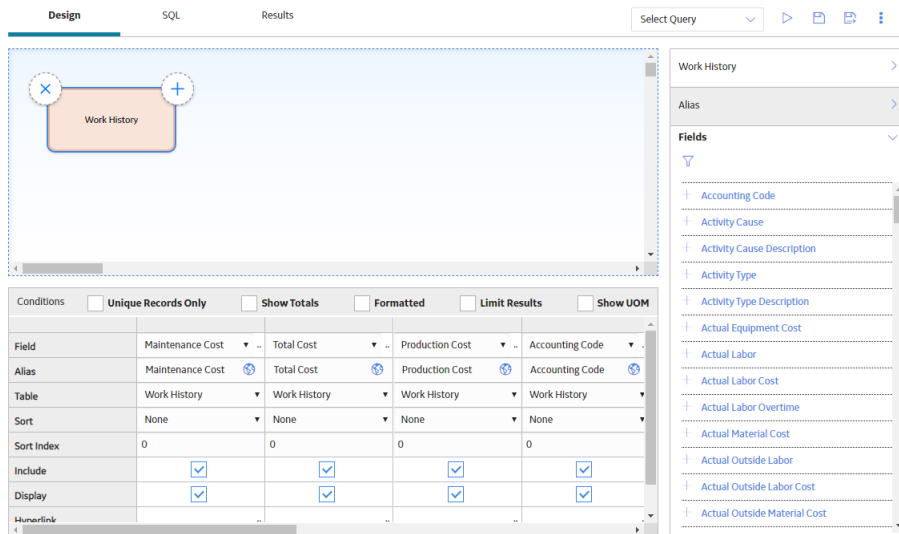 Design SQL Results Select Query
Work History
Work History
Alias
Fields
Accounting Code
Activity Cause
Activity Cause Description
Activity Type
Activity Type Description
Actual Equipment Cost
Actual Labor
Actual Labor Cost
Actual Labor Overtime
Actual Material Cost
Actual Outside Labor
Actual Outside Labor Cost
Actual Outside Material Cost
Conditions Unique Records Only Show Totals Formatted Limit Results Show UOM
Field Maintenance Cost .. Total Cost .. Production Cost .. Accounting Code .
Alias Maintenance Cost Total Cost Production Cost Accounting Code
Table Work History Work History Work History Work History
Sort None None None None
Sort Index 0 0 0 0
Include
Display
Hyperlink .. .. .. ..